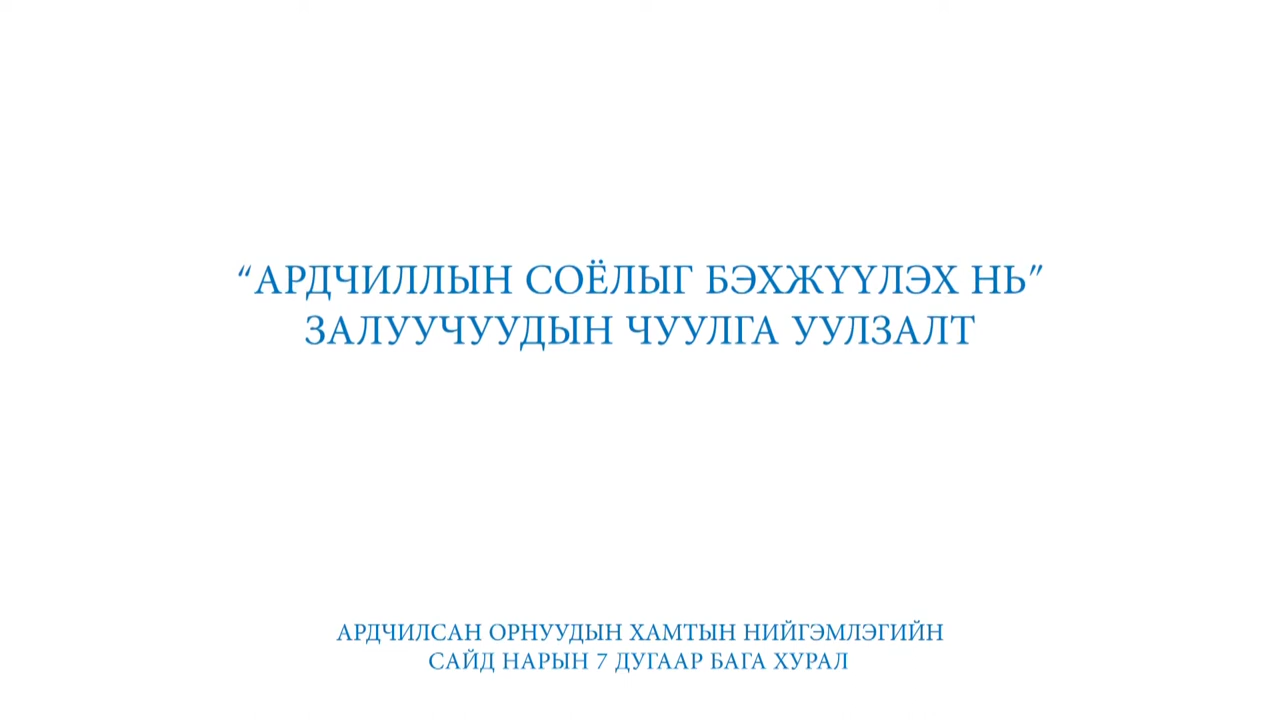 “АРДЧИЛЛЫН СОЁЛЫГ БЭХЖҮҮЛЭХ НЬ”
ЗАЛУУЧУУДЫН ЧУУЛГА УУЛЗАЛТ
АРДЧИЛСАН ОРНУУДЫН ХАМТЫН НИЙГЭМЛЭГИЙН
САЙД НАРЫН 7 ДУГААР БАГА ХУРАЛ